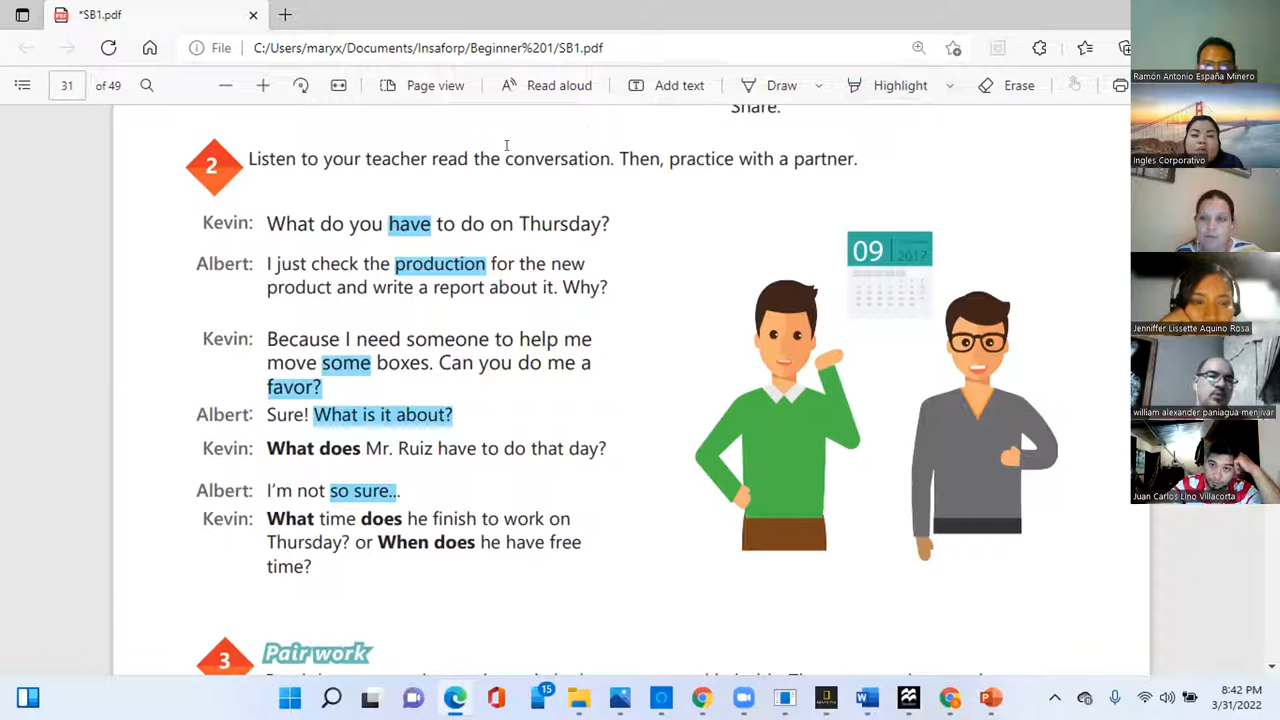 *SB1.pdf
File
C:/Users/maryx/Documents/Insaforp/Beginner%201/SB1.pdf
31 of 49
Page view
Read aloud
Add text
Draw
Highlight
Erase
Share.
2 Listen to your teacher read the conversation. Then, practice with a partner.
Kevin: What do you have to do on Thursday?
Albert: I just check the production for the new
product and write a report about it. Why?
Kevin: Because I need someone to help me
move some boxes. Can you do me a
favor?
Albert: Sure! What is it about?
Kevin: What does Mr. Ruiz have to do that day?
Albert: I'm not so sure...
Kevin: What time does he finish to work on
Thursday? or When does he have free
time?
09
2017
3 Pair work
Ramón Antonio España Minero
Ingles Corporativo
Jenniffer Lissette Aquino Rosa
william alexander paniagua menjivar
Juan Carlos Lino Villacorta
15
8:42 PM
3/31/2022